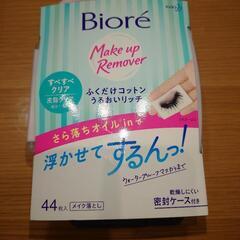 Bioré
Make up
Remover
すべすべ
クリア
ふくだけコットン
うるおいリッチ
さら落ちオイルinで
浮かせて
するんっ!
ウォータープルーフマスカラまで
44枚入
メイク落とし
乾燥しにくい
密封ケース付き